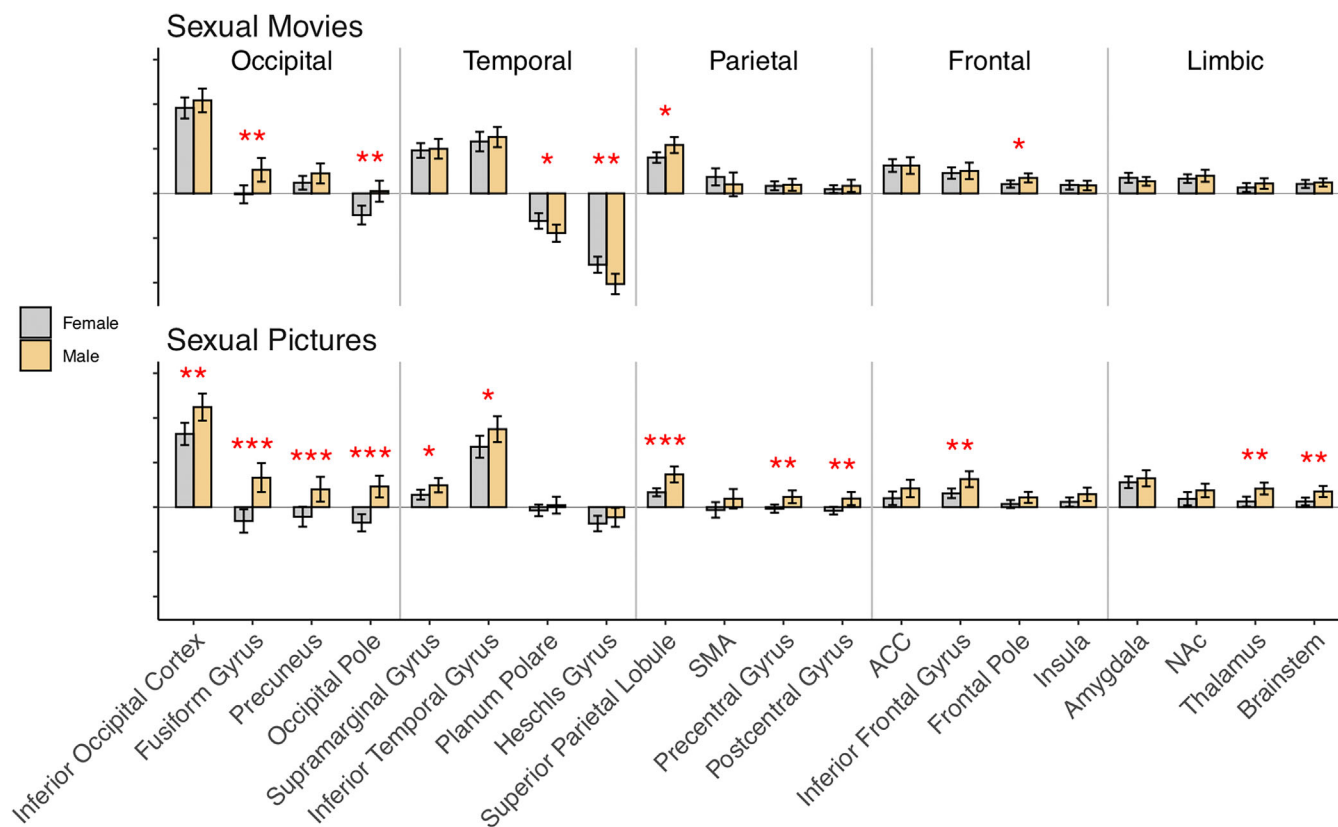 Sexual Movies
Occipital Temporal Parietal Frontal Limbic
*
** *
** * **
Female
Male
Sexual Pictures
**
*
*** *** *** * *** ** ** ** ** **
Inferior Occipital Cortex
Fusiform Gyrus
Precuneus
Occipital Pole
Supramarginal Gyrus
Inferior Temporal Gyrus
Planum Polare
Heschls Gyrus
Superior Parietal Lobule
SMA
Precentral Gyrus
Postcentral Gyrus
ACC
Inferior Frontal Gyrus
Frontal Pole
Insula
Amygdala
NAc
Thalamus
Brainstem